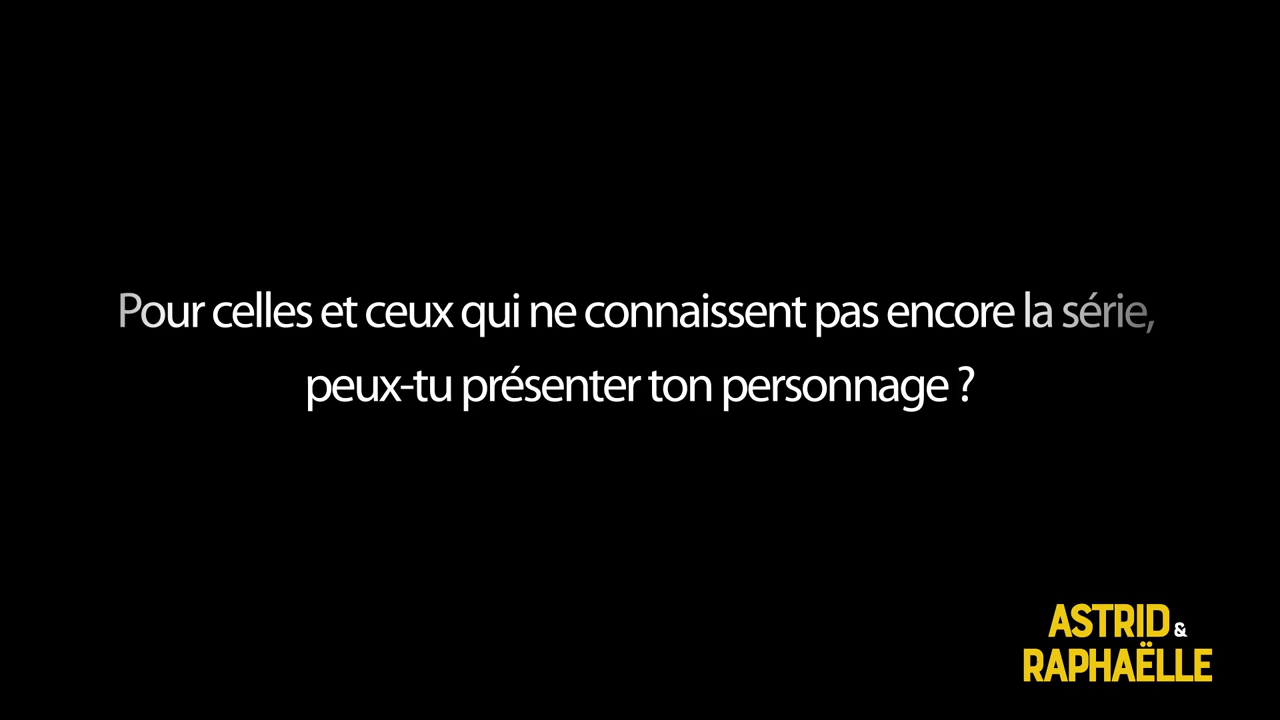 Pour celles et ceux qui ne connaissent pas encore la série,
peux-tu présenter ton personnage ?
ASTRID &
RAPHAËLLE